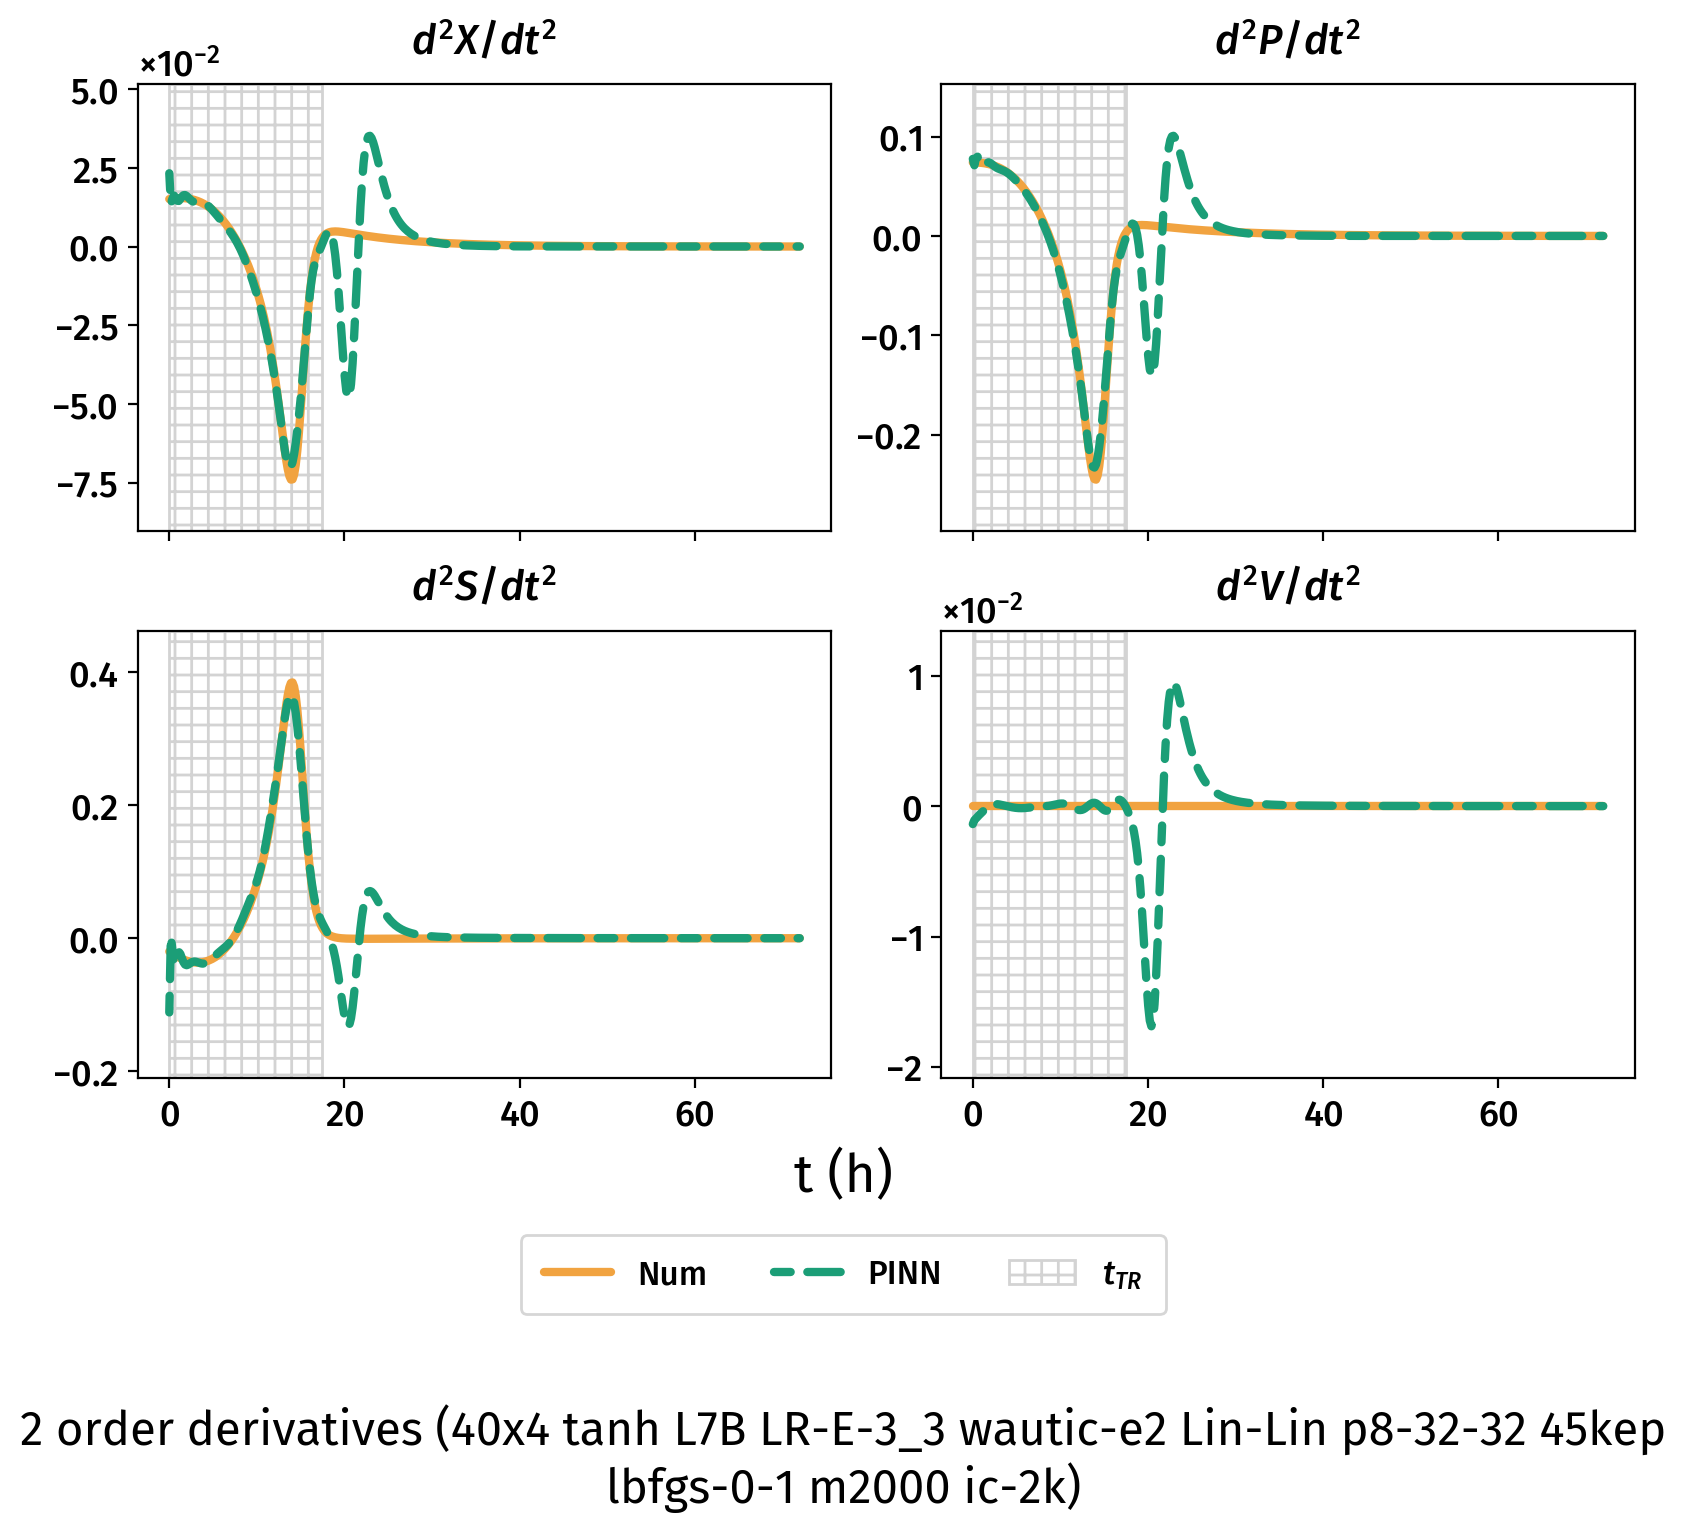 d²X/dt²
d²P/dt²
×10⁻²
5.0
2.5
0.0
−2.5
−5.0
−7.5
0.1
0.0
−0.1
−0.2
d²S/dt²
d²V/dt²
×10⁻²
0.4
0.2
0.0
−0.2
0 20 40 60
1
0
−1
−2
0 20 40 60
t (h)
Num PINN t_TR
2 order derivatives (40x4 tanh L7B LR-E-3_3 wautic-e2 Lin-Lin p8-32-32 45kep
lbfgs-0-1 m2000 ic-2k)